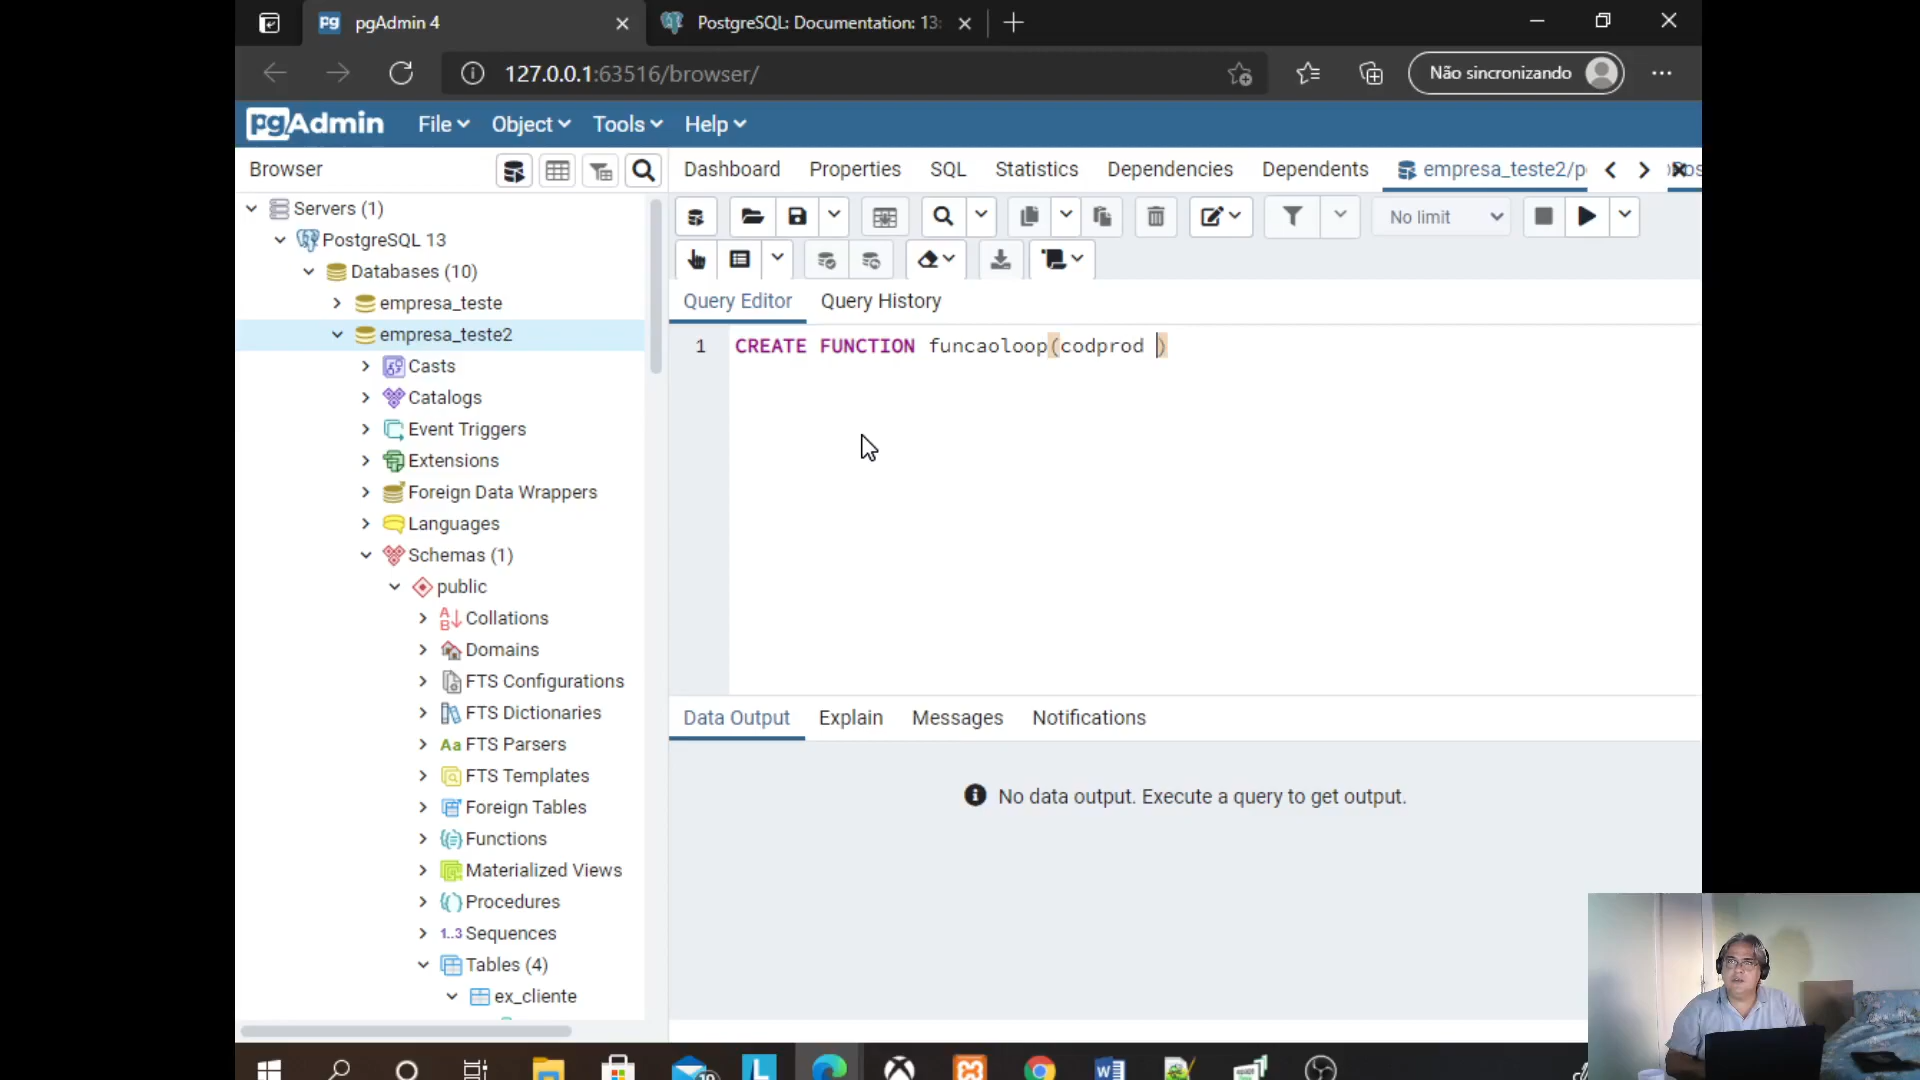 pgAdmin 4
PostgreSQL: Documentation: 13:
127.0.0.1:63516/browser/
Não sincronizando
pgAdmin
File
Object
Tools
Help
Browser
Dashboard
Properties
SQL
Statistics
Dependencies
Dependents
empresa_teste2/p
No limit
Servers (1)
PostgreSQL 13
Databases (10)
empresa_teste
empresa_teste2
Casts
Catalogs
Event Triggers
Extensions
Foreign Data Wrappers
Languages
Schemas (1)
public
Collations
Domains
FTS Configurations
FTS Dictionaries
Aa FTS Parsers
FTS Templates
Foreign Tables
Functions
Materialized Views
Procedures
1..3 Sequences
Tables (4)
ex_cliente
Query Editor
Query History
1 CREATE FUNCTION funcaoloop(codprod )
Data Output
Explain
Messages
Notifications
No data output. Execute a query to get output.